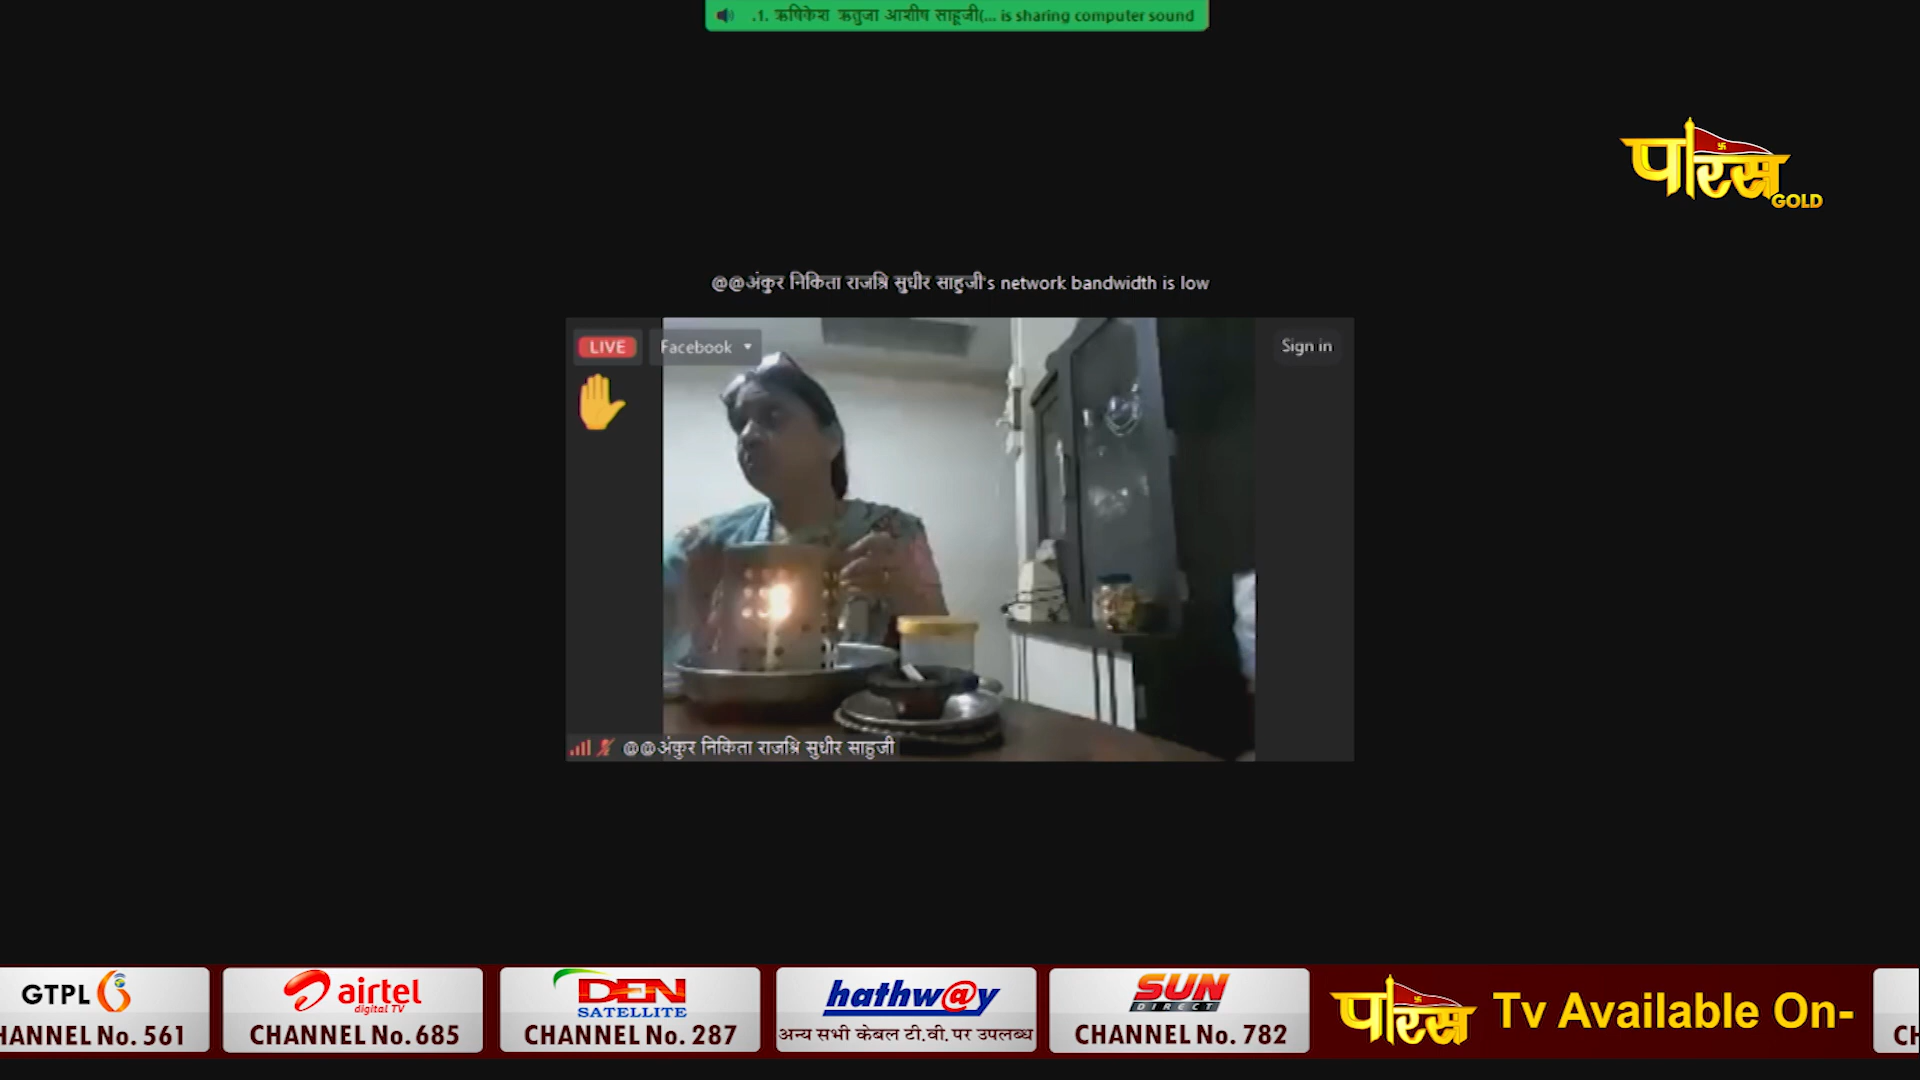 .1. ऋषिकेश ऋतुजा आशीष साहूजी(... is sharing computer sound
पारस
GOLD
@@अंकुर निकिता राजश्रि सुधीर साहुजी's network bandwidth is low
LIVE
Facebook
Sign in
@@अंकुर निकिता राजश्रि सुधीर साहुजी
GTPL
HANNEL No. 561
airtel
digital TV
CHANNEL No. 685
DEN
SATELLITE
CHANNEL No. 287
hathw@y
अन्य सभी केबल टी.वी. पर उपलब्ध
SUN
DIRECT
CHANNEL No. 782
पारस Tv Available On-
CH